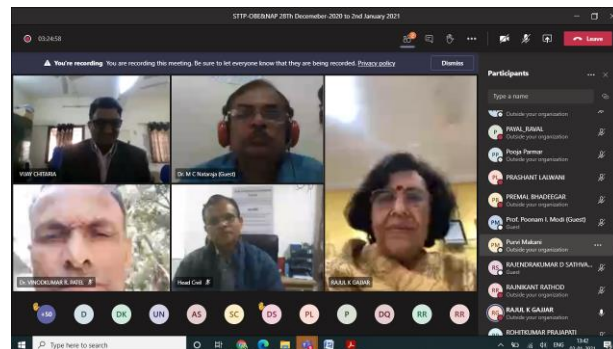 STTP-OBE&NAP 28Th Decemeber-2020 to 2nd January 2021
03:24:58
Leave
You're recording You are recording this meeting. Be sure to let everyone know that they are being recorded. Privacy policy
Dismiss
Participants
Type a name
Outside your organization
PAYAL_RAVAL
Outside your organization
Pooja Parmar
Outside your organization
PRASHANT LALWANI
PREMAL BHADEEGAR
Outside your organization
Prof. Poonam I. Modi (Guest)
Guest
Purvi Makani
Outside your organization
RAJENDRAKUMAR D SATHVA...
Guest
RAJNIKANT RATHOD
Outside your organization
RAJUL K GAJJAR
Outside your organization
ROHITKUMAR PRAJAPATI
VIJAY CHITARIA
Dr. M C Nataraja (Guest)
Dr. VINODKUMAR R. PATEL
Head Civil
RAJUL K GAJJAR
+50
D
DK
UN
AS
SC
DS
PL
P
DQ
RR
RR
Type here to search
ENG
13:42